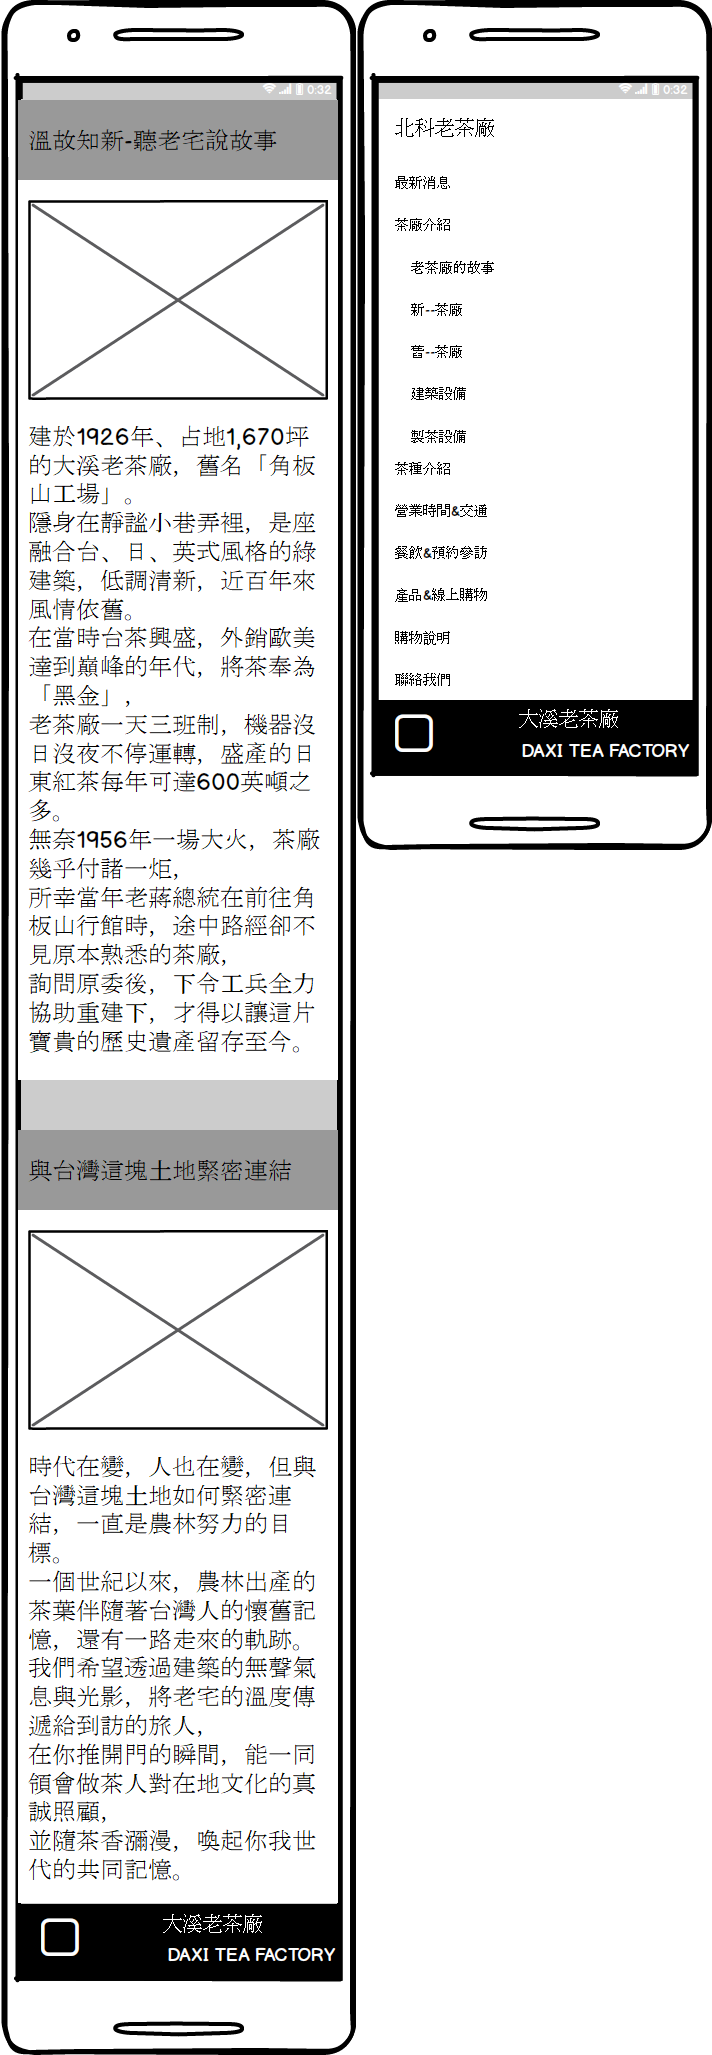 0:32
溫故知新-聽老宅說故事
建於1926年、占地1,670坪
的大溪老茶廠，舊名「角板
山工場」。
隱身在靜謐小巷弄裡，是座
融合台、日、英式風格的綠
建築，低調清新，近百年來
風情依舊。
在當時台茶興盛，外銷歐美
達到巔峰的年代，將茶奉為
「黑金」，
老茶廠一天三班制，機器沒
日沒夜不停運轉，盛產的日
東紅茶每年可達600英噸之
多。
無奈1956年一場大火，茶廠
幾乎付諸一炬，
所幸當年老蔣總統在前往角
板山行館時，途中路經卻不
見原本熟悉的茶廠，
詢問原委後，下令工兵全力
協助重建下，才得以讓這片
寶貴的歷史遺產留存至今。
與台灣這塊土地緊密連結
時代在變，人也在變，但與
台灣這塊土地如何緊密連
結，一直是農林努力的目
標。
一個世紀以來，農林出產的
茶葉伴隨著台灣人的懷舊記
憶，還有一路走來的軌跡。
我們希望透過建築的無聲氣
息與光影，將老宅的溫度傳
遞給到訪的旅人，
在你推開門的瞬間，能一同
領會做茶人對在地文化的真
誠照顧，
並隨茶香瀰漫，喚起你我世
代的共同記憶。
大溪老茶廠
DAXI TEA FACTORY
0:32
北科老茶廠
最新消息
茶廠介紹
老茶廠的故事
新--茶廠
舊--茶廠
建築設備
製茶設備
茶種介紹
營業時間&交通
餐飲&預約參訪
產品&線上購物
購物說明
聯絡我們
大溪老茶廠
DAXI TEA FACTORY